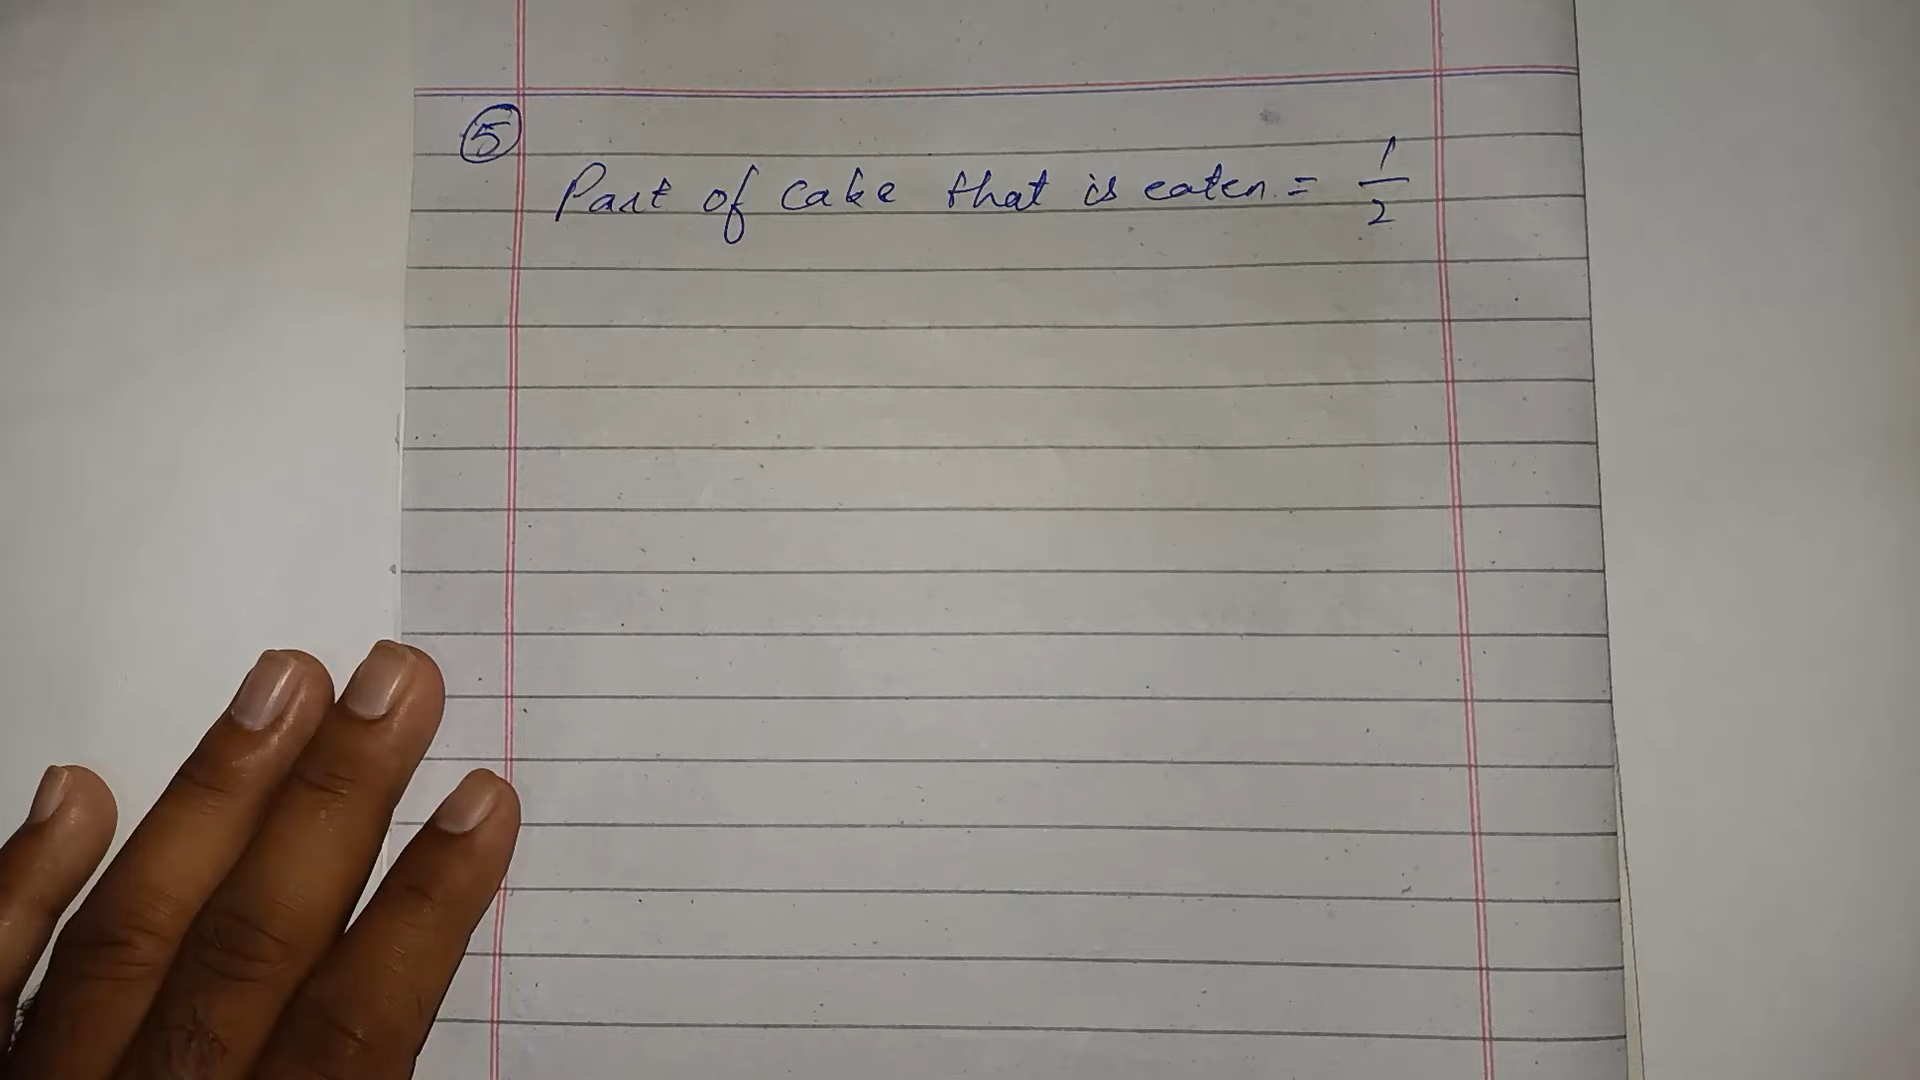 5
Part of cake that is eaten. = 1/2